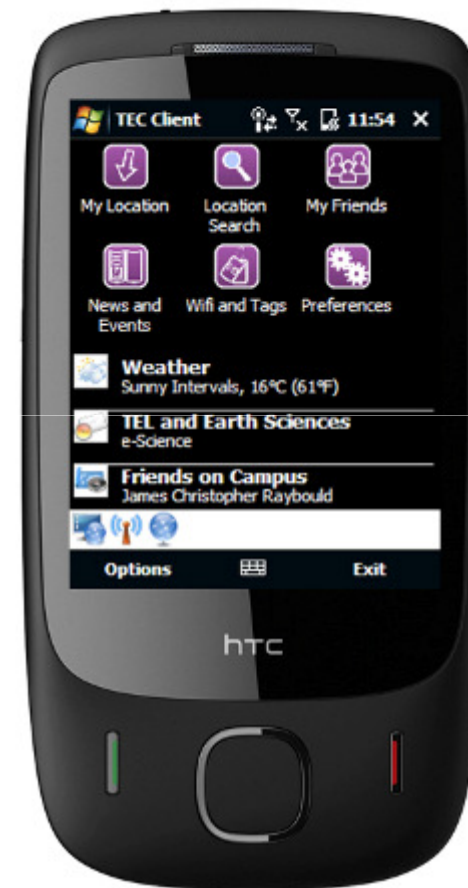 TEC Client 11:54 X
My Location Location Search My Friends
News and Events Wifi and Tags Preferences
Weather
Sunny Intervals, 16°C (61°F)
TEL and Earth Sciences
e-Science
Friends on Campus
James Christopher Raybould
Options Exit
hTC